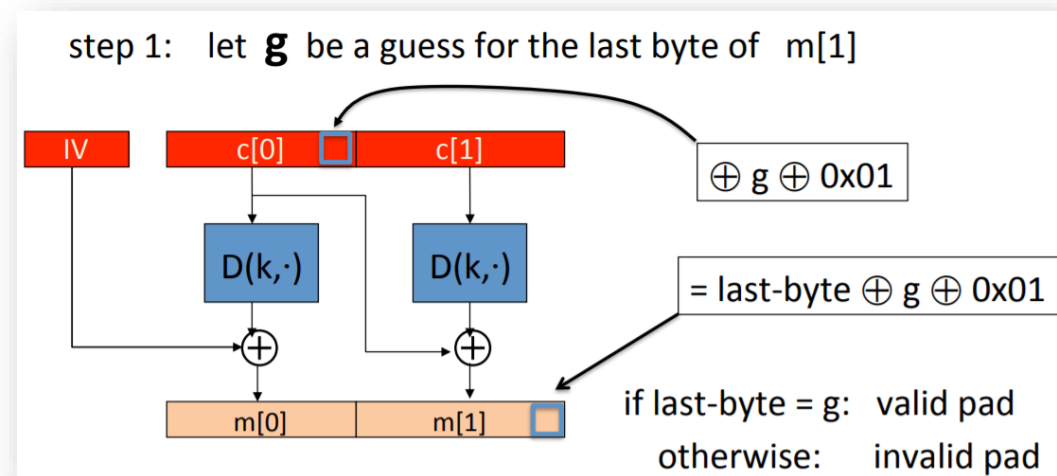 step 1: let g be a guess for the last byte of m[1]
IV
c[0]
c[1]
⊕ g ⊕ 0x01
D(k,·)
D(k,·)
= last-byte ⊕ g ⊕ 0x01
m[0]
m[1]
if last-byte = g: valid pad
otherwise: invalid pad